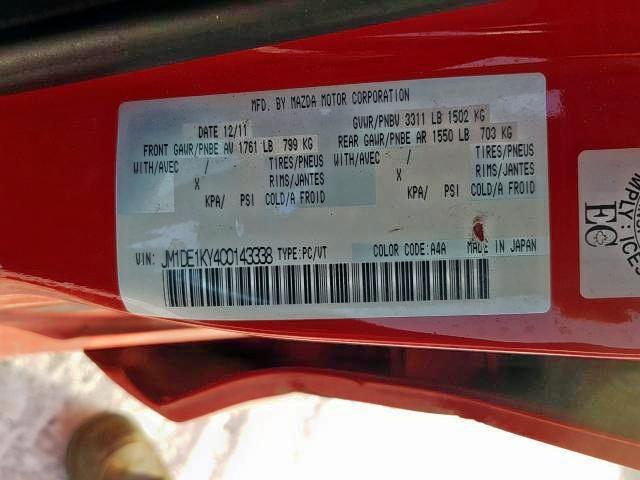 MFD. BY MAZDA MOTOR CORPORATION
DATE 12/11 GVWR/PNBV 3311 LB 1502 KG
FRONT GAWR/PNBE AV 1761 LB 799 KG REAR GAWR/PNBE AR 1550 LB 703 KG
WITH/AVEC / TIRES/PNEUS WITH/AVEC / TIRES/PNEUS
X RIMS/JANTES X RIMS/JANTES
KPA/ PSI COLD/A FROID KPA/ PSI COLD/A FROID
VIN: JM1DE1KY4C0143338 TYPE:PC/VT COLOR CODE:A4A MADE IN JAPAN
EC